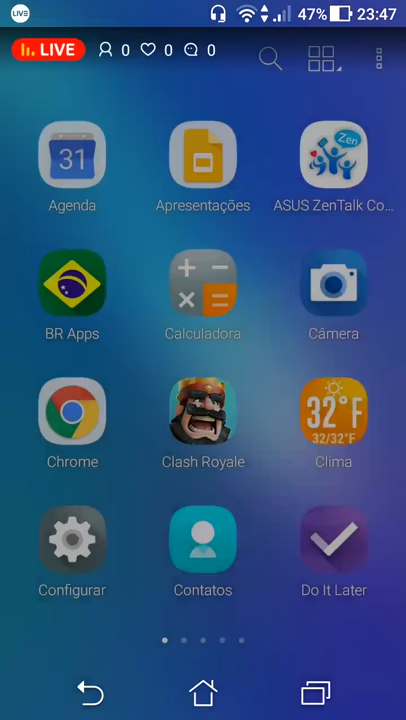 LIVE 47% 23:47
LIVE 0 0 0
31
Zen
Agenda Apresentações ASUS ZenTalk Co...
BR Apps Calculadora Câmera
32°F
32/32°F
Chrome Clash Royale Clima
Configurar Contatos Do It Later